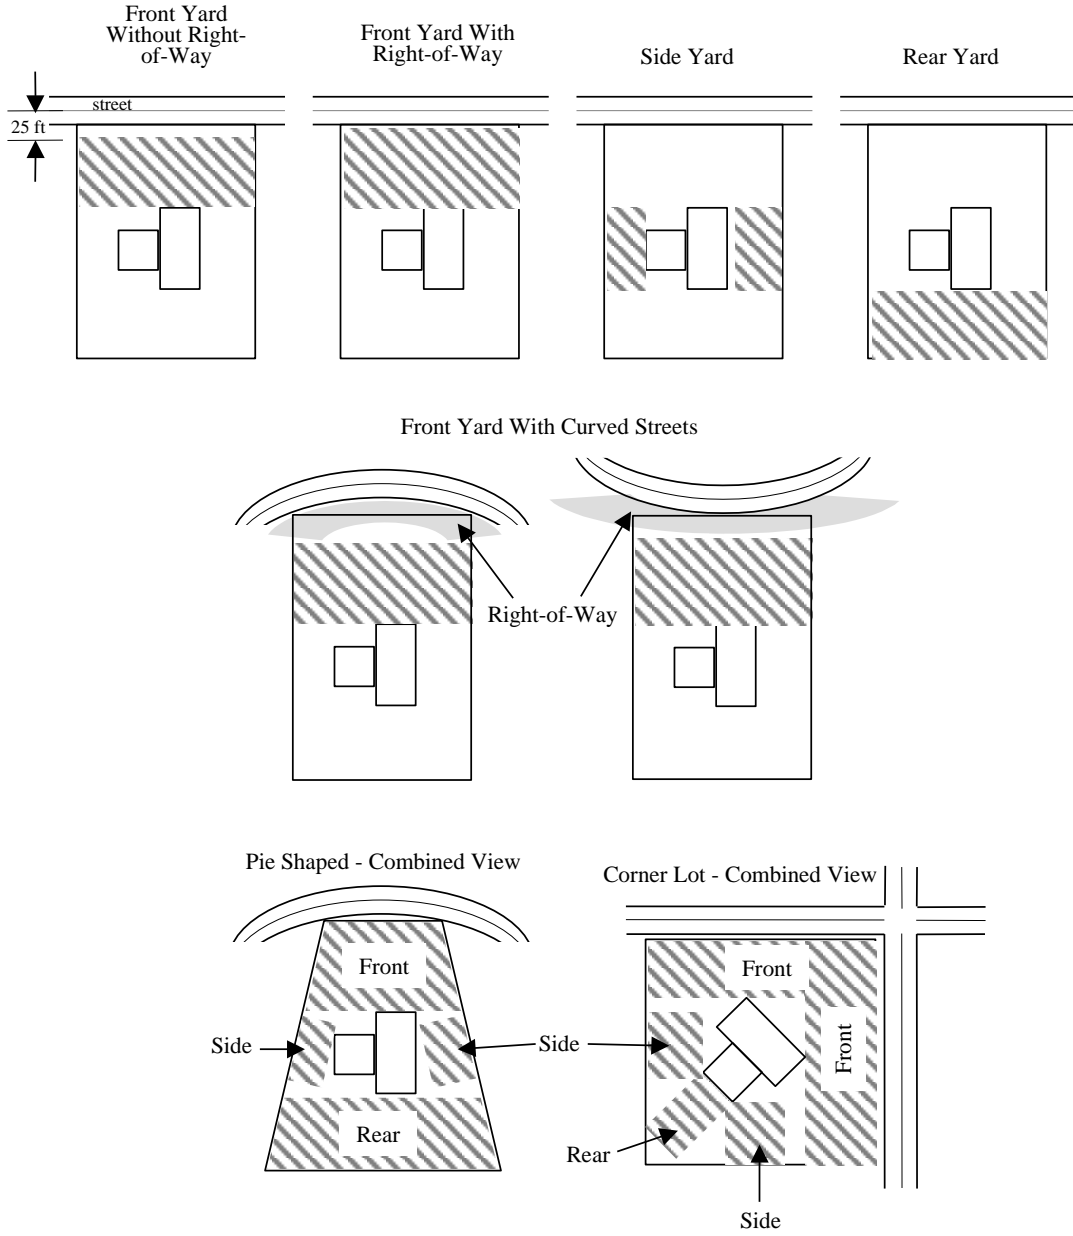 Front Yard
Without Right-
of-Way
Front Yard With
Right-of-Way
Side Yard
Rear Yard
street
25 ft
Front Yard With Curved Streets
Right-of-Way
Pie Shaped - Combined View
Corner Lot - Combined View
Front
Front
Front
Side
Side
Rear
Rear
Side